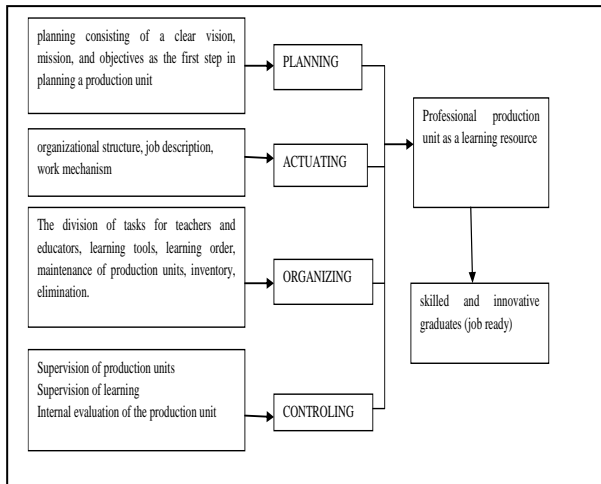 planning consisting of a clear vision,
mission, and objectives as the first step in
planning a production unit
PLANNING
organizational structure, job description,
work mechanism
ACTUATING
The division of tasks for teachers and
educators, learning tools, learning order,
maintenance of production units, inventory,
elimination.
ORGANIZING
Supervision of production units
Supervision of learning
Internal evaluation of the production unit
CONTROLING
Professional production
unit as a learning resource
skilled and innovative
graduates (job ready)